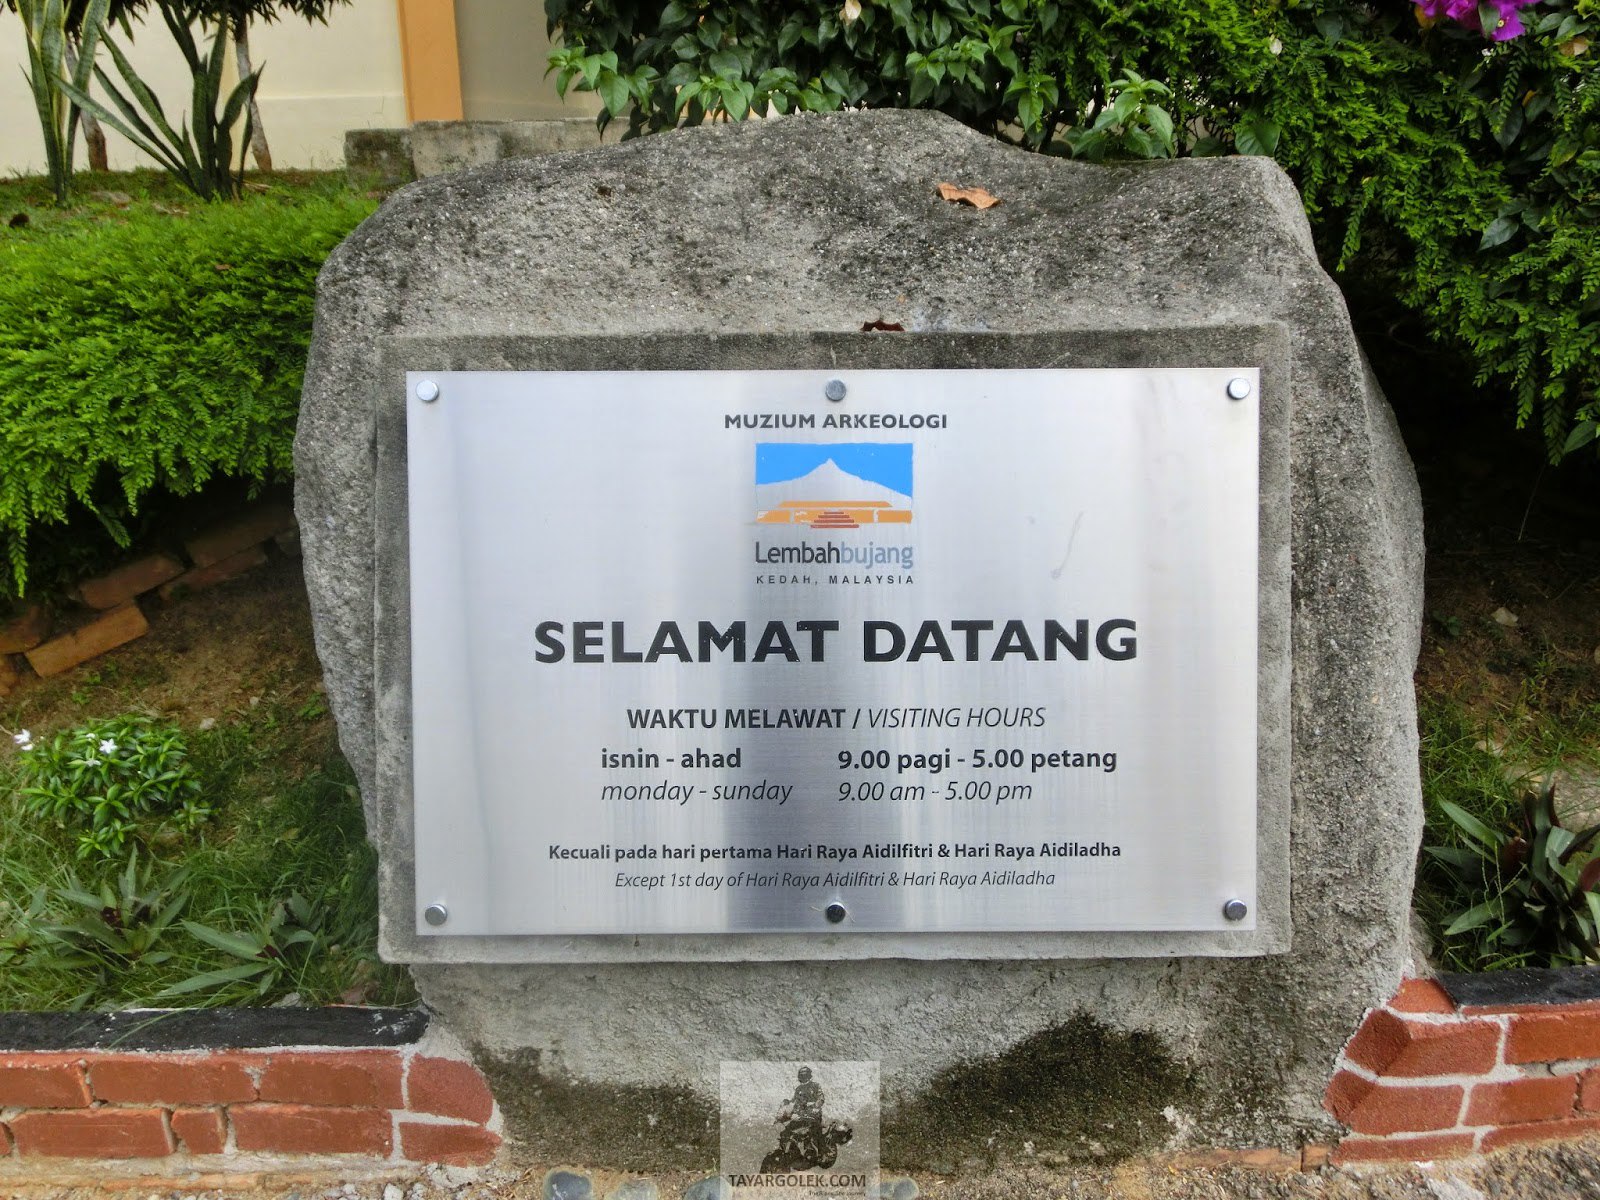 MUZIUM ARKEOLOGI
Lembahbujang
KEDAH, MALAYSIA
SELAMAT DATANG
WAKTU MELAWAT / VISITING HOURS
isnin - ahad 9.00 pagi - 5.00 petang
monday - sunday 9.00 am - 5.00 pm
Kecuali pada hari pertama Hari Raya Aidilfitri & Hari Raya Aidiladha
Except 1st day of Hari Raya Aidilfitri & Hari Raya Aidiladha
TAYARGOLEK.COM